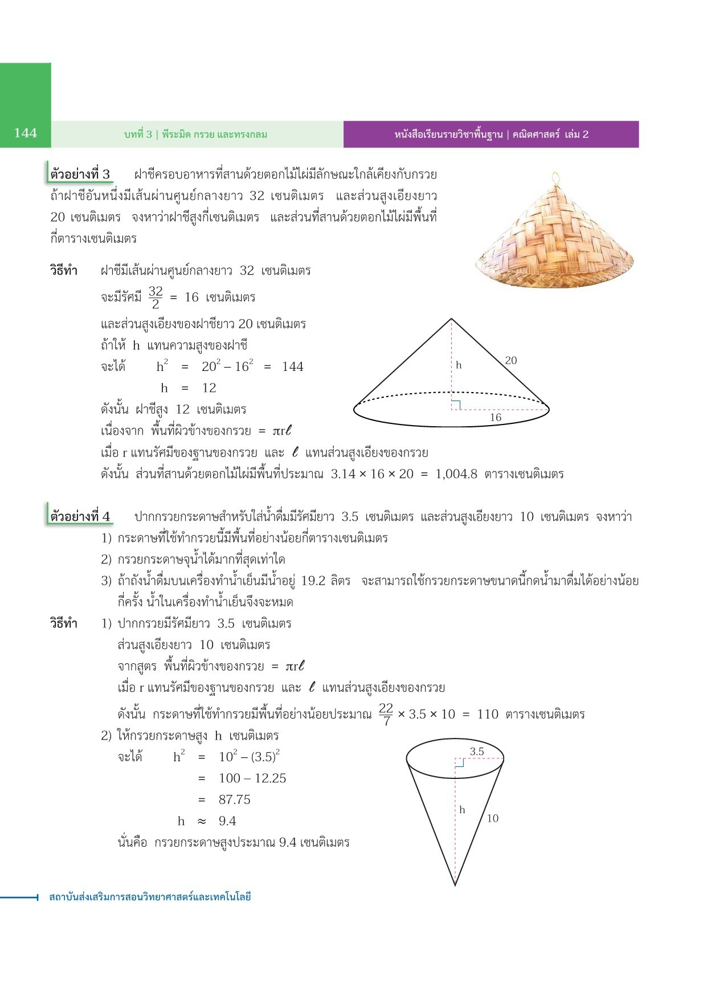 144
บทที่ 3 | พีระมิด กรวย และทรงกลม
หนังสือเรียนรายวิชาพื้นฐาน | คณิตศาสตร์ เล่ม 2
ตัวอย่างที่ 3 ฝาชีครอบอาหารที่สานด้วยตอกไม้ไผ่มีลักษณะใกล้เคียงกับกรวย
ถ้าฝาชีอันหนึ่งมีเส้นผ่านศูนย์กลางยาว 32 เซนติเมตร และส่วนสูงเอียงยาว
20 เซนติเมตร จงหาว่าฝาชีสูงกี่เซนติเมตร และส่วนที่สานด้วยตอกไม้ไผ่มีพื้นที่
กี่ตารางเซนติเมตร
วิธีทำ ฝาชีมีเส้นผ่านศูนย์กลางยาว 32 เซนติเมตร
จะมีรัศมี 32/2 = 16 เซนติเมตร
และส่วนสูงเอียงของฝาชียาว 20 เซนติเมตร
ถ้าให้ h แทนความสูงของฝาชี
จะได้ h² = 20² – 16² = 144
h = 12
ดังนั้น ฝาชีสูง 12 เซนติเมตร
เนื่องจาก พื้นที่ผิวข้างของกรวย = πrℓ
เมื่อ r แทนรัศมีของฐานของกรวย และ ℓ แทนส่วนสูงเอียงของกรวย
ดังนั้น ส่วนที่สานด้วยตอกไม้ไผ่มีพื้นที่ประมาณ 3.14 × 16 × 20 = 1,004.8 ตารางเซนติเมตร
h
20
16
ตัวอย่างที่ 4 ปากกรวยกระดาษสำหรับใส่น้ำดื่มมีรัศมียาว 3.5 เซนติเมตร และส่วนสูงเอียงยาว 10 เซนติเมตร จงหาว่า
1) กระดาษที่ใช้ทำกรวยนี้มีพื้นที่อย่างน้อยกี่ตารางเซนติเมตร
2) กรวยกระดาษจุน้ำได้มากที่สุดเท่าใด
3) ถ้าถังน้ำดื่มบนเครื่องทำน้ำเย็นมีน้ำอยู่ 19.2 ลิตร จะสามารถใช้กรวยกระดาษขนาดนี้กดน้ำมาดื่มได้อย่างน้อย
กี่ครั้ง น้ำในเครื่องทำน้ำเย็นจึงจะหมด
วิธีทำ 1) ปากกรวยมีรัศมียาว 3.5 เซนติเมตร
ส่วนสูงเอียงยาว 10 เซนติเมตร
จากสูตร พื้นที่ผิวข้างของกรวย = πrℓ
เมื่อ r แทนรัศมีของฐานของกรวย และ ℓ แทนส่วนสูงเอียงของกรวย
ดังนั้น กระดาษที่ใช้ทำกรวยมีพื้นที่อย่างน้อยประมาณ 22/7 × 3.5 × 10 = 110 ตารางเซนติเมตร
2) ให้กรวยกระดาษสูง h เซนติเมตร
จะได้ h² = 10² – (3.5)²
= 100 – 12.25
= 87.75
h ≈ 9.4
นั่นคือ กรวยกระดาษสูงประมาณ 9.4 เซนติเมตร
3.5
h
10
สถาบันส่งเสริมการสอนวิทยาศาสตร์และเทคโนโลยี